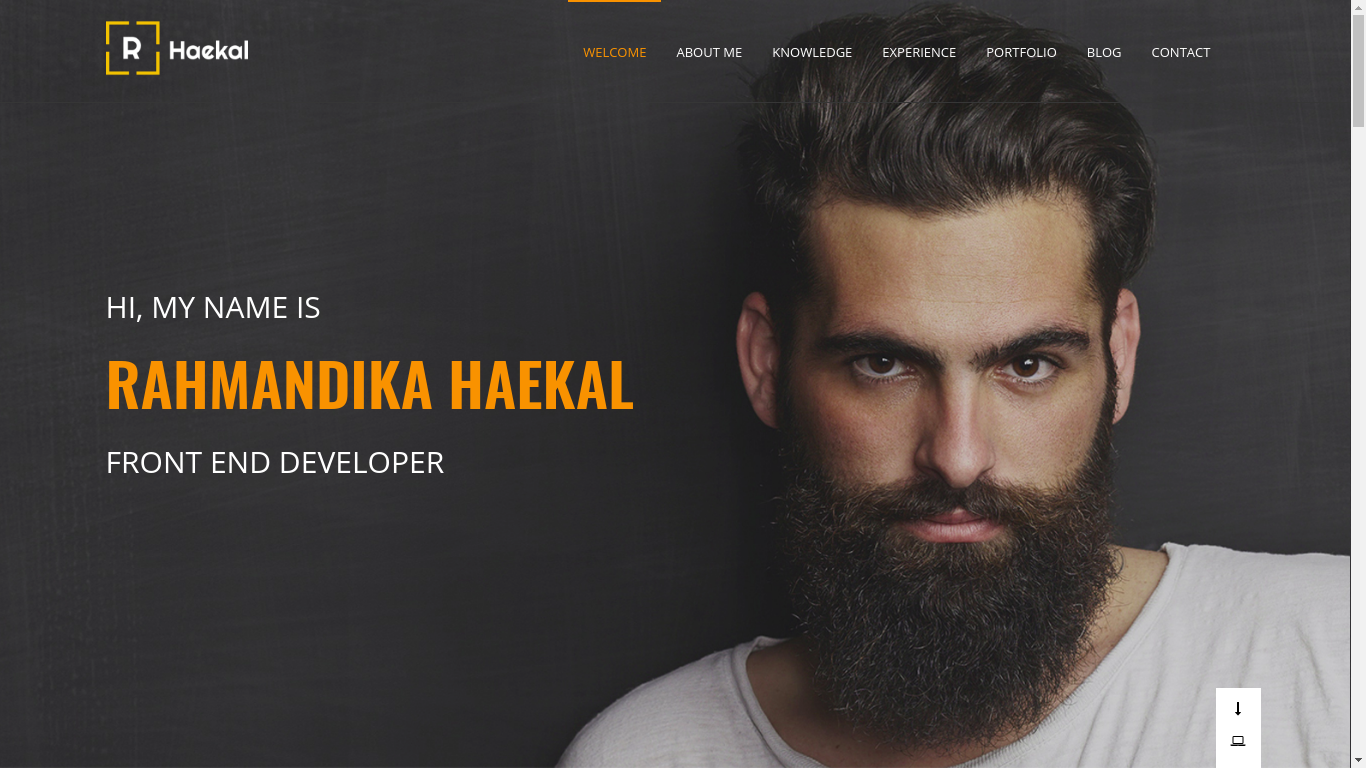 R Haekal
WELCOME ABOUT ME KNOWLEDGE EXPERIENCE PORTFOLIO BLOG CONTACT
HI, MY NAME IS
RAHMANDIKA HAEKAL
FRONT END DEVELOPER